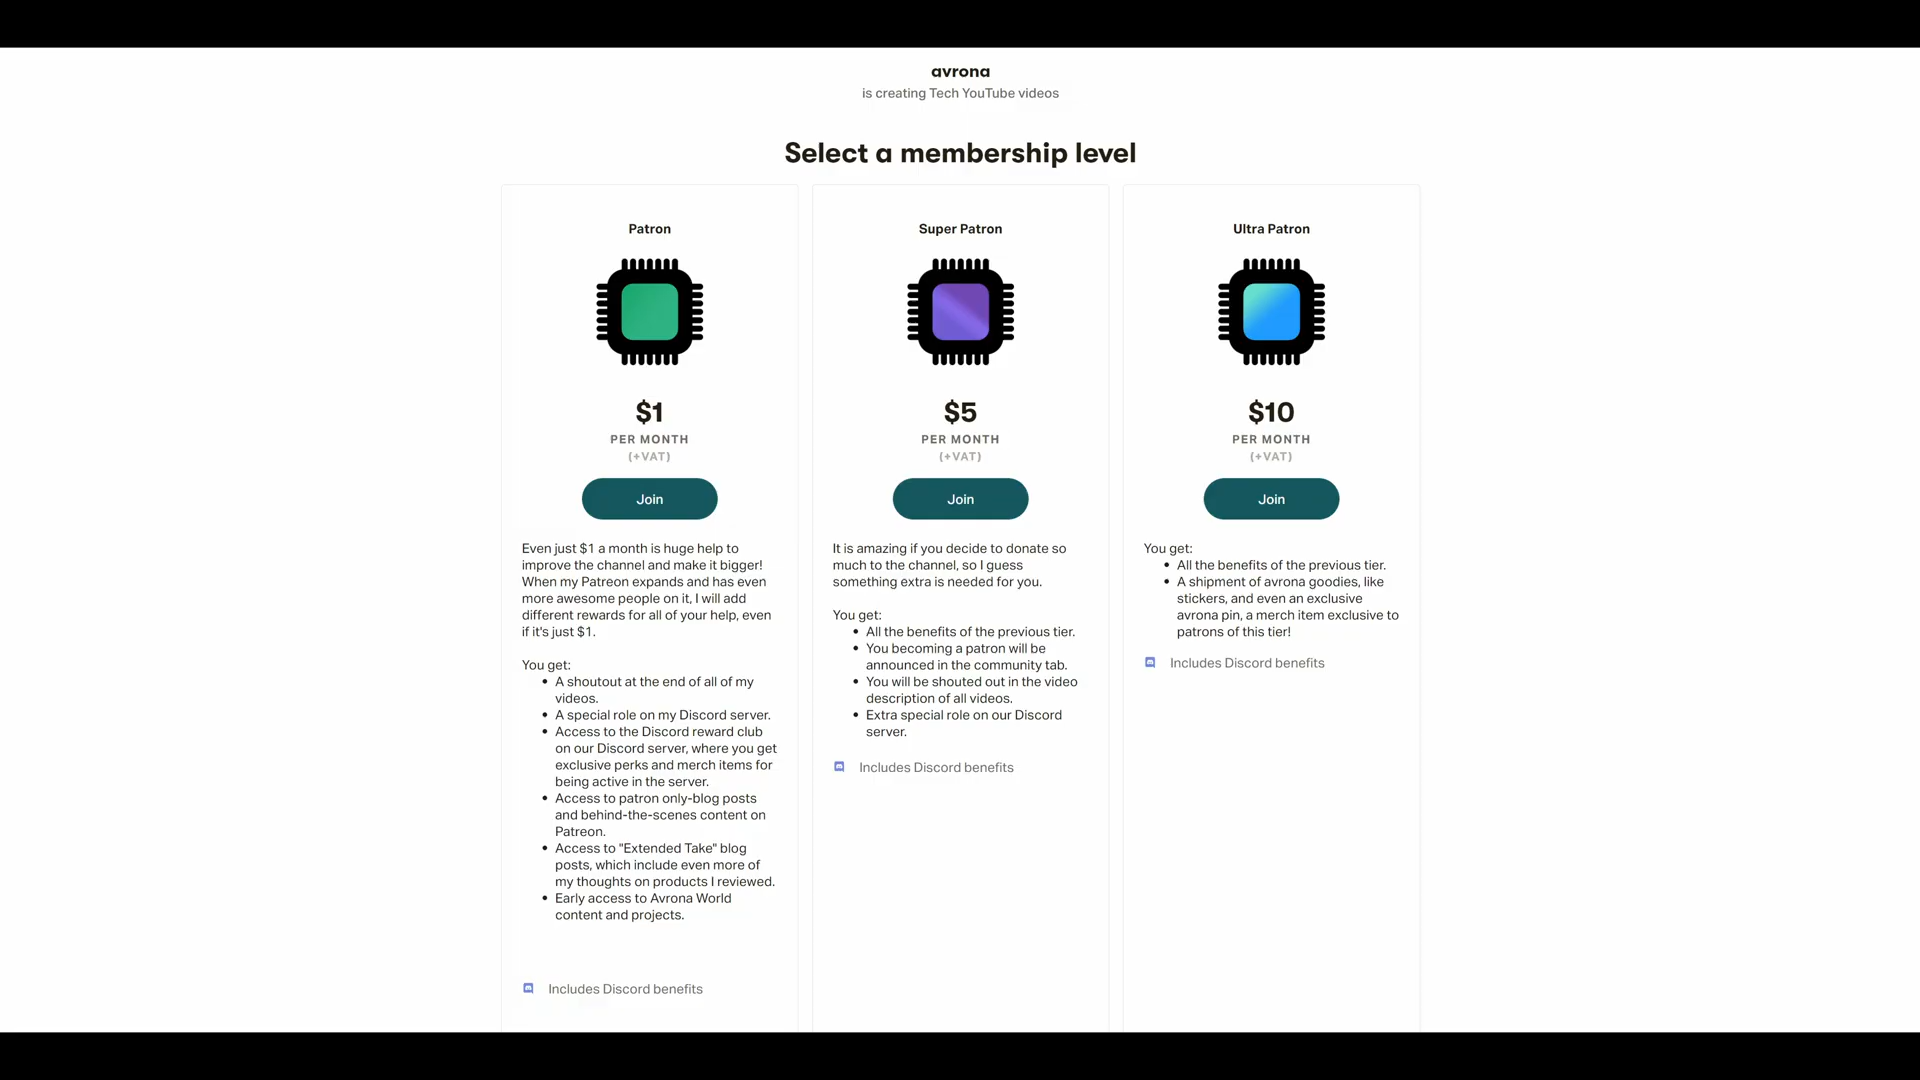 avrona
is creating Tech YouTube videos
Select a membership level
Patron
$1
PER MONTH
(+VAT)
Join
Even just $1 a month is huge help to
improve the channel and make it bigger!
When my Patreon expands and has even
more awesome people on it, I will add
different rewards for all of your help, even
if it's just $1.
You get:
• A shoutout at the end of all of my
videos.
• A special role on my Discord server.
• Access to the Discord reward club
on our Discord server, where you get
exclusive perks and merch items for
being active in the server.
• Access to patron only-blog posts
and behind-the-scenes content on
Patreon.
• Access to "Extended Take" blog
posts, which include even more of
my thoughts on products I reviewed.
• Early access to Avrona World
content and projects.
Includes Discord benefits
Super Patron
$5
PER MONTH
(+VAT)
Join
It is amazing if you decide to donate so
much to the channel, so I guess
something extra is needed for you.
You get:
• All the benefits of the previous tier.
• You becoming a patron will be
announced in the community tab.
• You will be shouted out in the video
description of all videos.
• Extra special role on our Discord
server.
Includes Discord benefits
Ultra Patron
$10
PER MONTH
(+VAT)
Join
You get:
• All the benefits of the previous tier.
• A shipment of avrona goodies, like
stickers, and even an exclusive
avrona pin, a merch item exclusive to
patrons of this tier!
Includes Discord benefits